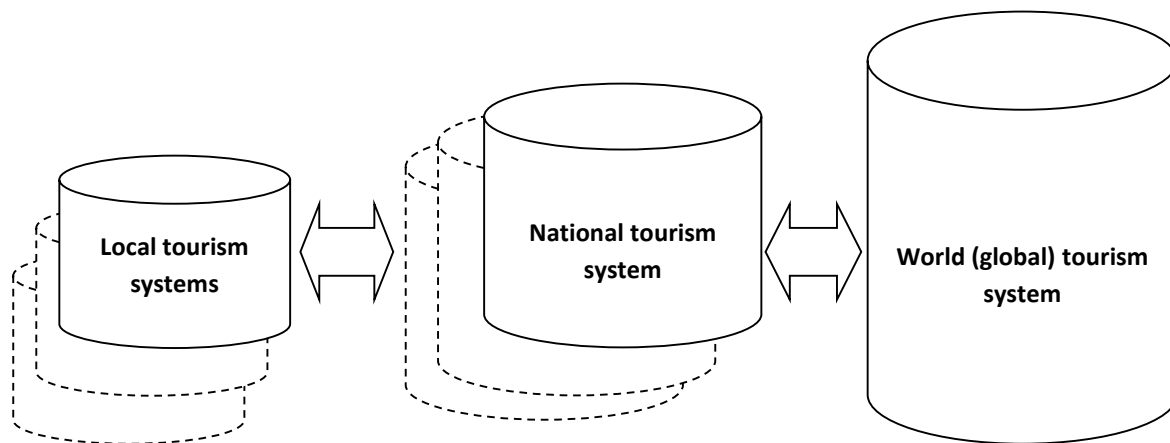 Local tourism
systems
National tourism
system
World (global) tourism
system